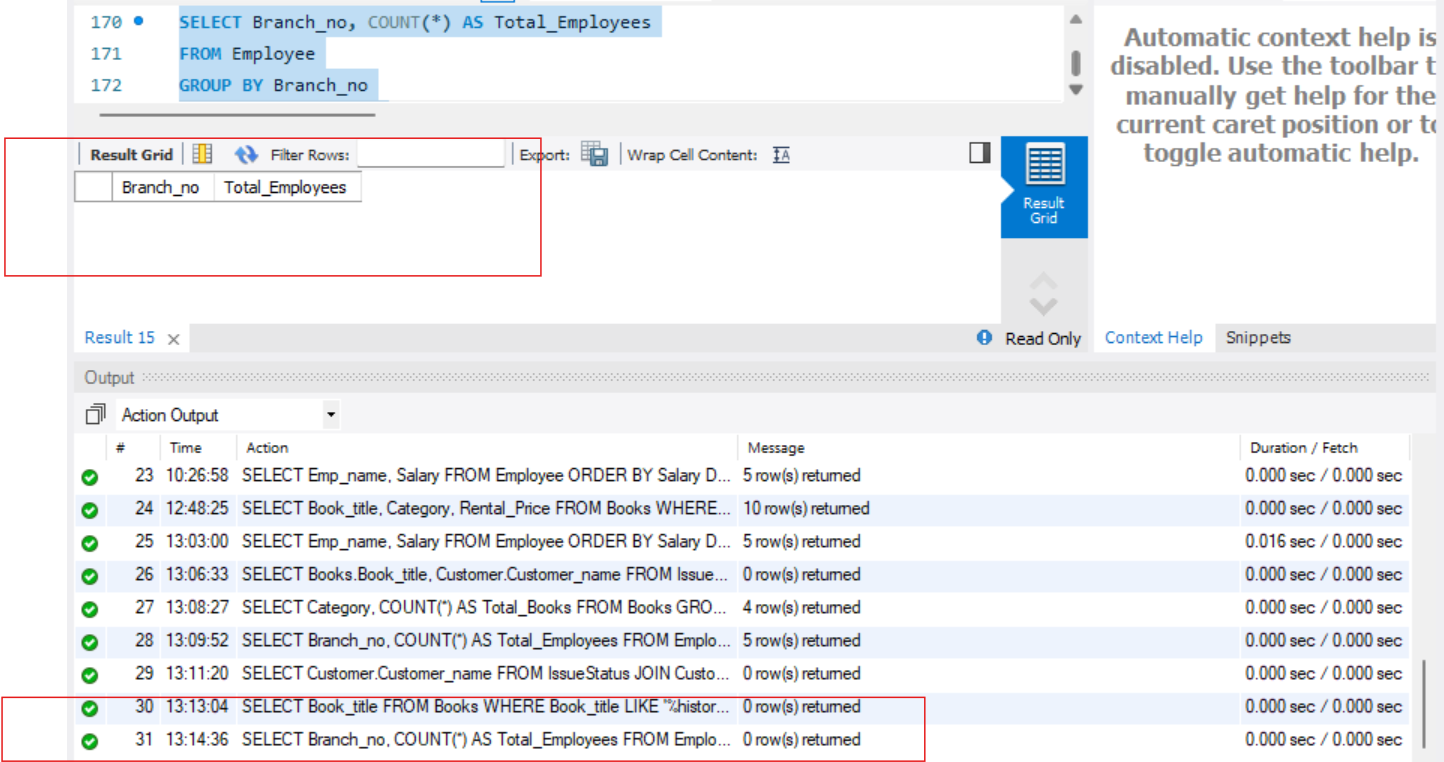 170 SELECT Branch_no, COUNT(*) AS Total_Employees
171 FROM Employee
172 GROUP BY Branch_no
Automatic context help is
disabled. Use the toolbar t
manually get help for the
current caret position or to
toggle automatic help.
Result Grid Filter Rows: Export: Wrap Cell Content: IA
Branch_no Total_Employees
Result
Grid
Result 15 × Read Only Context Help Snippets
Output
Action Output
# Time Action Message Duration / Fetch
23 10:26:58 SELECT Emp_name, Salary FROM Employee ORDER BY Salary D... 5 row(s) returned 0.000 sec / 0.000 sec
24 12:48:25 SELECT Book_title, Category, Rental_Price FROM Books WHERE... 10 row(s) returned 0.000 sec / 0.000 sec
25 13:03:00 SELECT Emp_name, Salary FROM Employee ORDER BY Salary D... 5 row(s) returned 0.016 sec / 0.000 sec
26 13:06:33 SELECT Books.Book_title, Customer.Customer_name FROM Issue... 0 row(s) returned 0.000 sec / 0.000 sec
27 13:08:27 SELECT Category, COUNT(*) AS Total_Books FROM Books GRO... 4 row(s) returned 0.000 sec / 0.000 sec
28 13:09:52 SELECT Branch_no, COUNT(*) AS Total_Employees FROM Emplo... 5 row(s) returned 0.000 sec / 0.000 sec
29 13:11:20 SELECT Customer.Customer_name FROM IssueStatus JOIN Custo... 0 row(s) returned 0.000 sec / 0.000 sec
30 13:13:04 SELECT Book_title FROM Books WHERE Book_title LIKE "%histor... 0 row(s) returned 0.000 sec / 0.000 sec
31 13:14:36 SELECT Branch_no, COUNT(*) AS Total_Employees FROM Emplo... 0 row(s) returned 0.000 sec / 0.000 sec